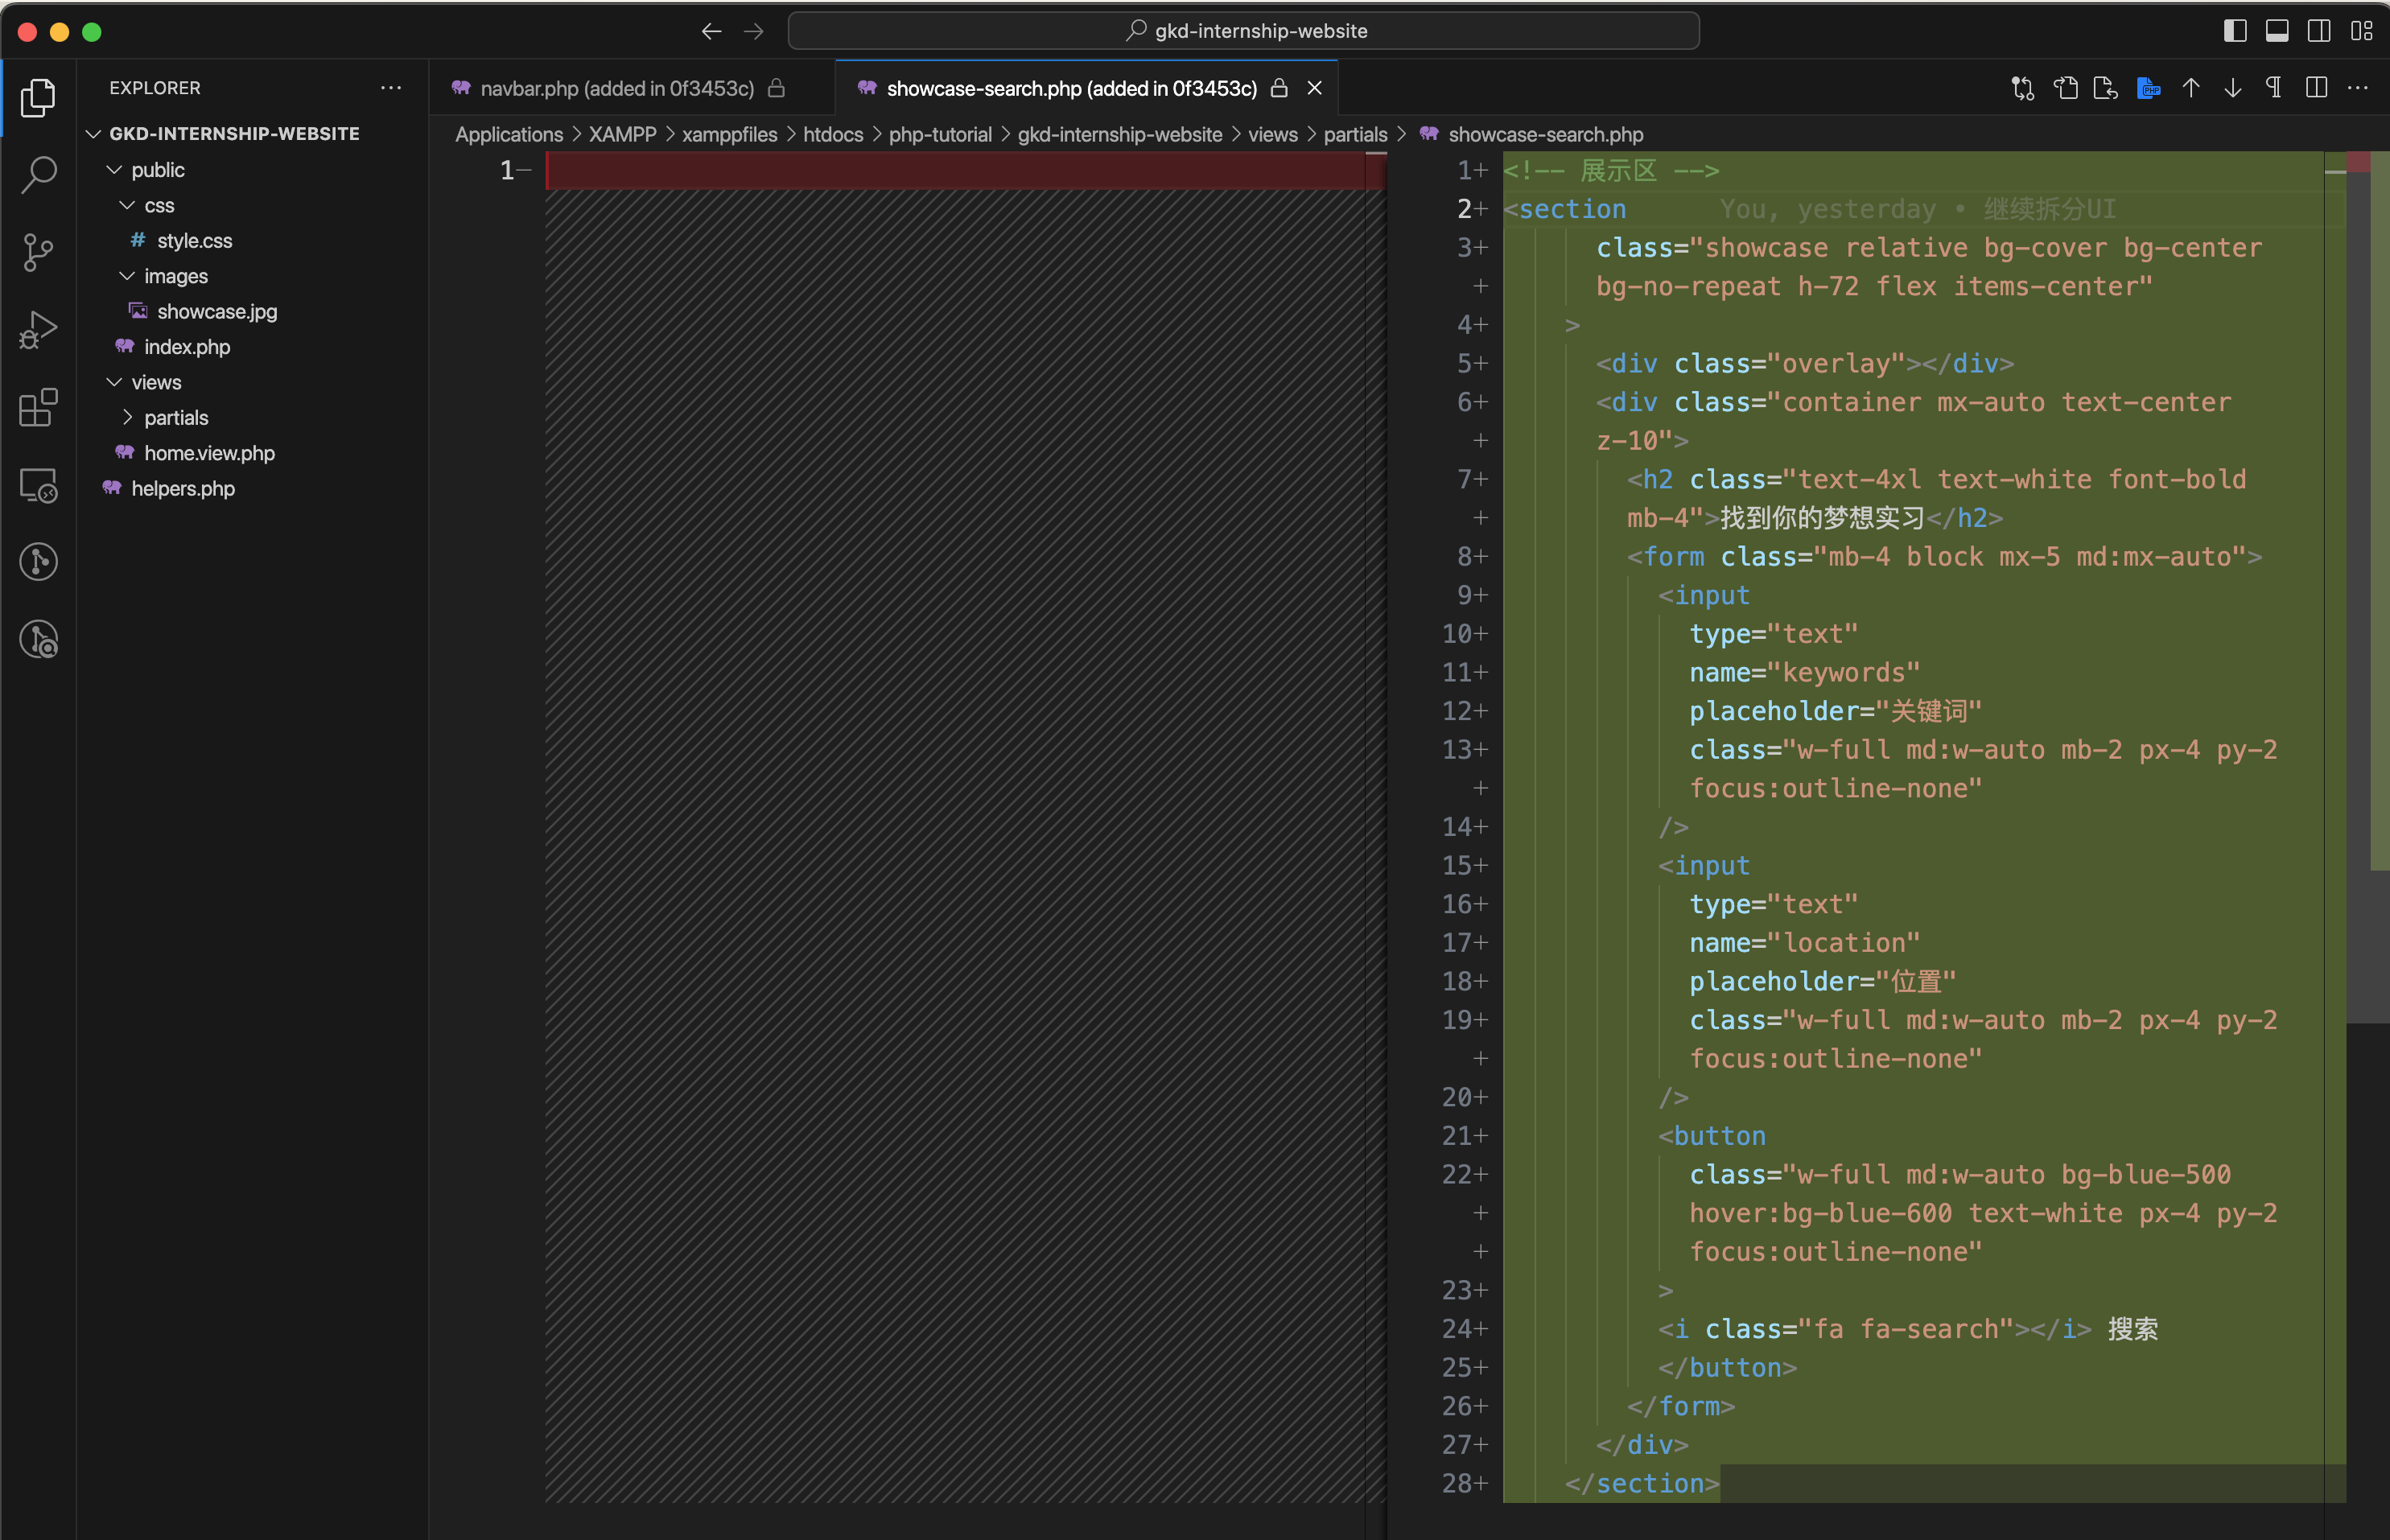 gkd-internship-website
EXPLORER
GKD-INTERNSHIP-WEBSITE
public
css
# style.css
images
showcase.jpg
index.php
views
partials
home.view.php
helpers.php
navbar.php (added in 0f3453c)
showcase-search.php (added in 0f3453c)
PHP
Applications > XAMPP > xamppfiles > htdocs > php-tutorial > gkd-internship-website > views > partials > showcase-search.php
1—
1+ <!-- 展示区 -->
2+ <section You, yesterday • 继续拆分UI
3+ class="showcase relative bg-cover bg-center
+ bg-no-repeat h-72 flex items-center"
4+ >
5+ <div class="overlay"></div>
6+ <div class="container mx-auto text-center
+ z-10">
7+ <h2 class="text-4xl text-white font-bold
+ mb-4">找到你的梦想实习</h2>
8+ <form class="mb-4 block mx-5 md:mx-auto">
9+ <input
10+ type="text"
11+ name="keywords"
12+ placeholder="关键词"
13+ class="w-full md:w-auto mb-2 px-4 py-2
+ focus:outline-none"
14+ />
15+ <input
16+ type="text"
17+ name="location"
18+ placeholder="位置"
19+ class="w-full md:w-auto mb-2 px-4 py-2
+ focus:outline-none"
20+ />
21+ <button
22+ class="w-full md:w-auto bg-blue-500
+ hover:bg-blue-600 text-white px-4 py-2
+ focus:outline-none"
23+ >
24+ <i class="fa fa-search"></i> 搜索
25+ </button>
26+ </form>
27+ </div>
28+ </section>